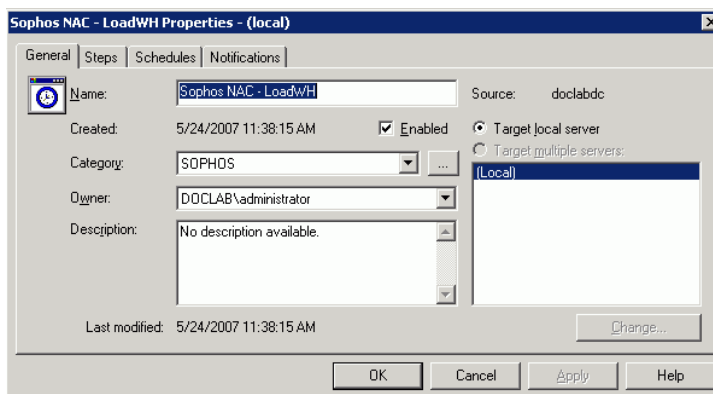 Sophos NAC - LoadWH Properties - (local)
General Steps Schedules Notifications
Name: Sophos NAC - LoadWH
Source: doclabdc
Created: 5/24/2007 11:38:15 AM Enabled
Target local server
Target multiple servers:
Category: SOPHOS ...
(Local)
Owner: DOCLAB\administrator
Description: No description available.
Last modified: 5/24/2007 11:38:15 AM
Change...
OK Cancel Apply Help